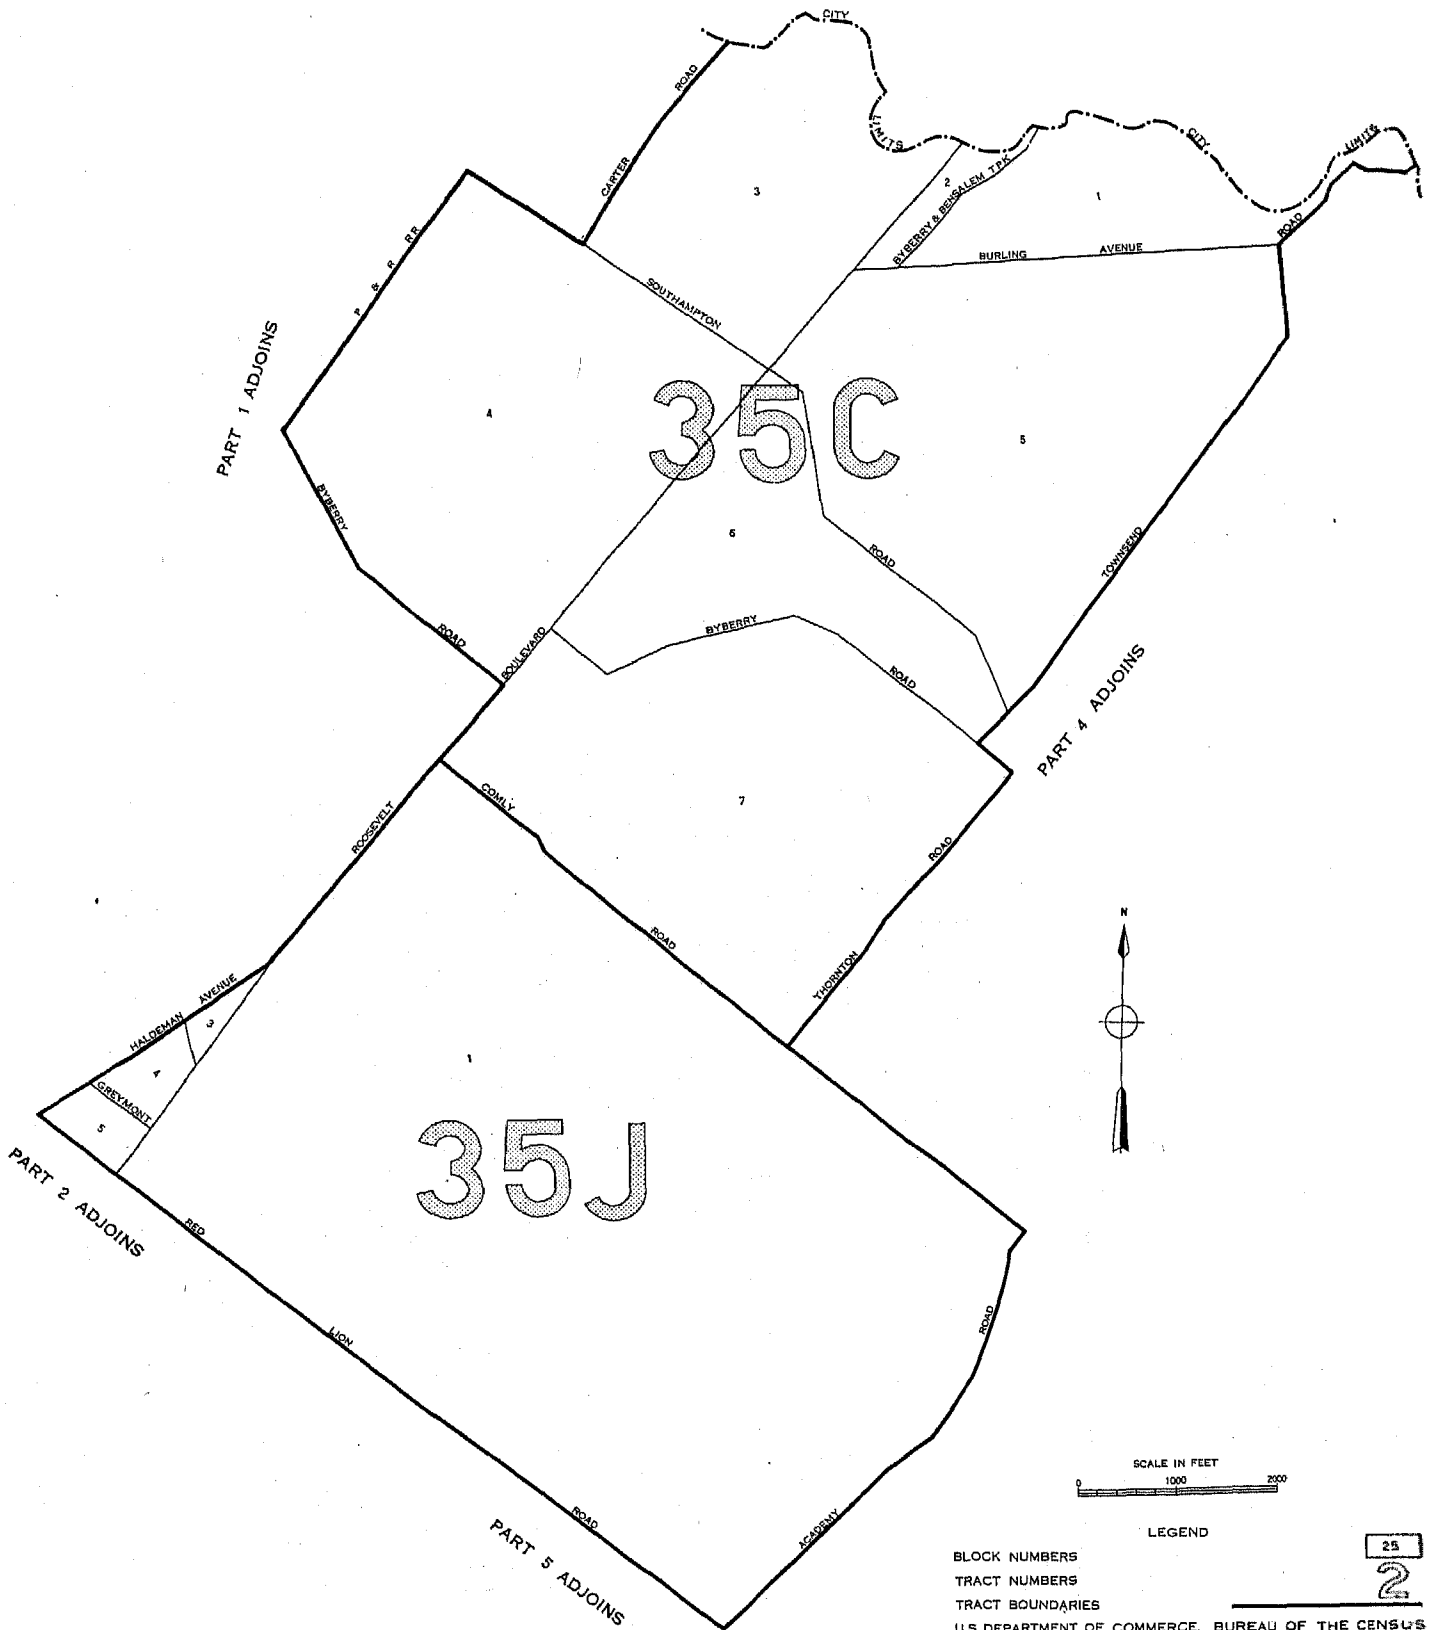 CITY
LIMITS
CITY
LIMITS
CARTER
ROAD
3
2
BYBERRY & BENSALEM TPK
1
BURLING
AVENUE
ROAD
P & R RR
PART 1 ADJOINS
SOUTHAMPTON
4
35C
5
BYBERRY
ROAD
6
ROAD
TOWNSEND
BYBERRY
ROAD
BOULEVARD
PART 4 ADJOINS
ROOSEVELT
COMLY
ROAD
7
ROAD
THORNTON
N
HALDEMAN
AVENUE
3
4
GREYMONT
5
1
35J
PART 2 ADJOINS
RED
LION
ROAD
PART 5 ADJOINS
ROAD
ACADEMY
SCALE IN FEET
0 1000 2000
LEGEND
BLOCK NUMBERS 25
TRACT NUMBERS 2
TRACT BOUNDARIES
U.S DEPARTMENT OF COMMERCE, BUREAU OF THE CENSUS